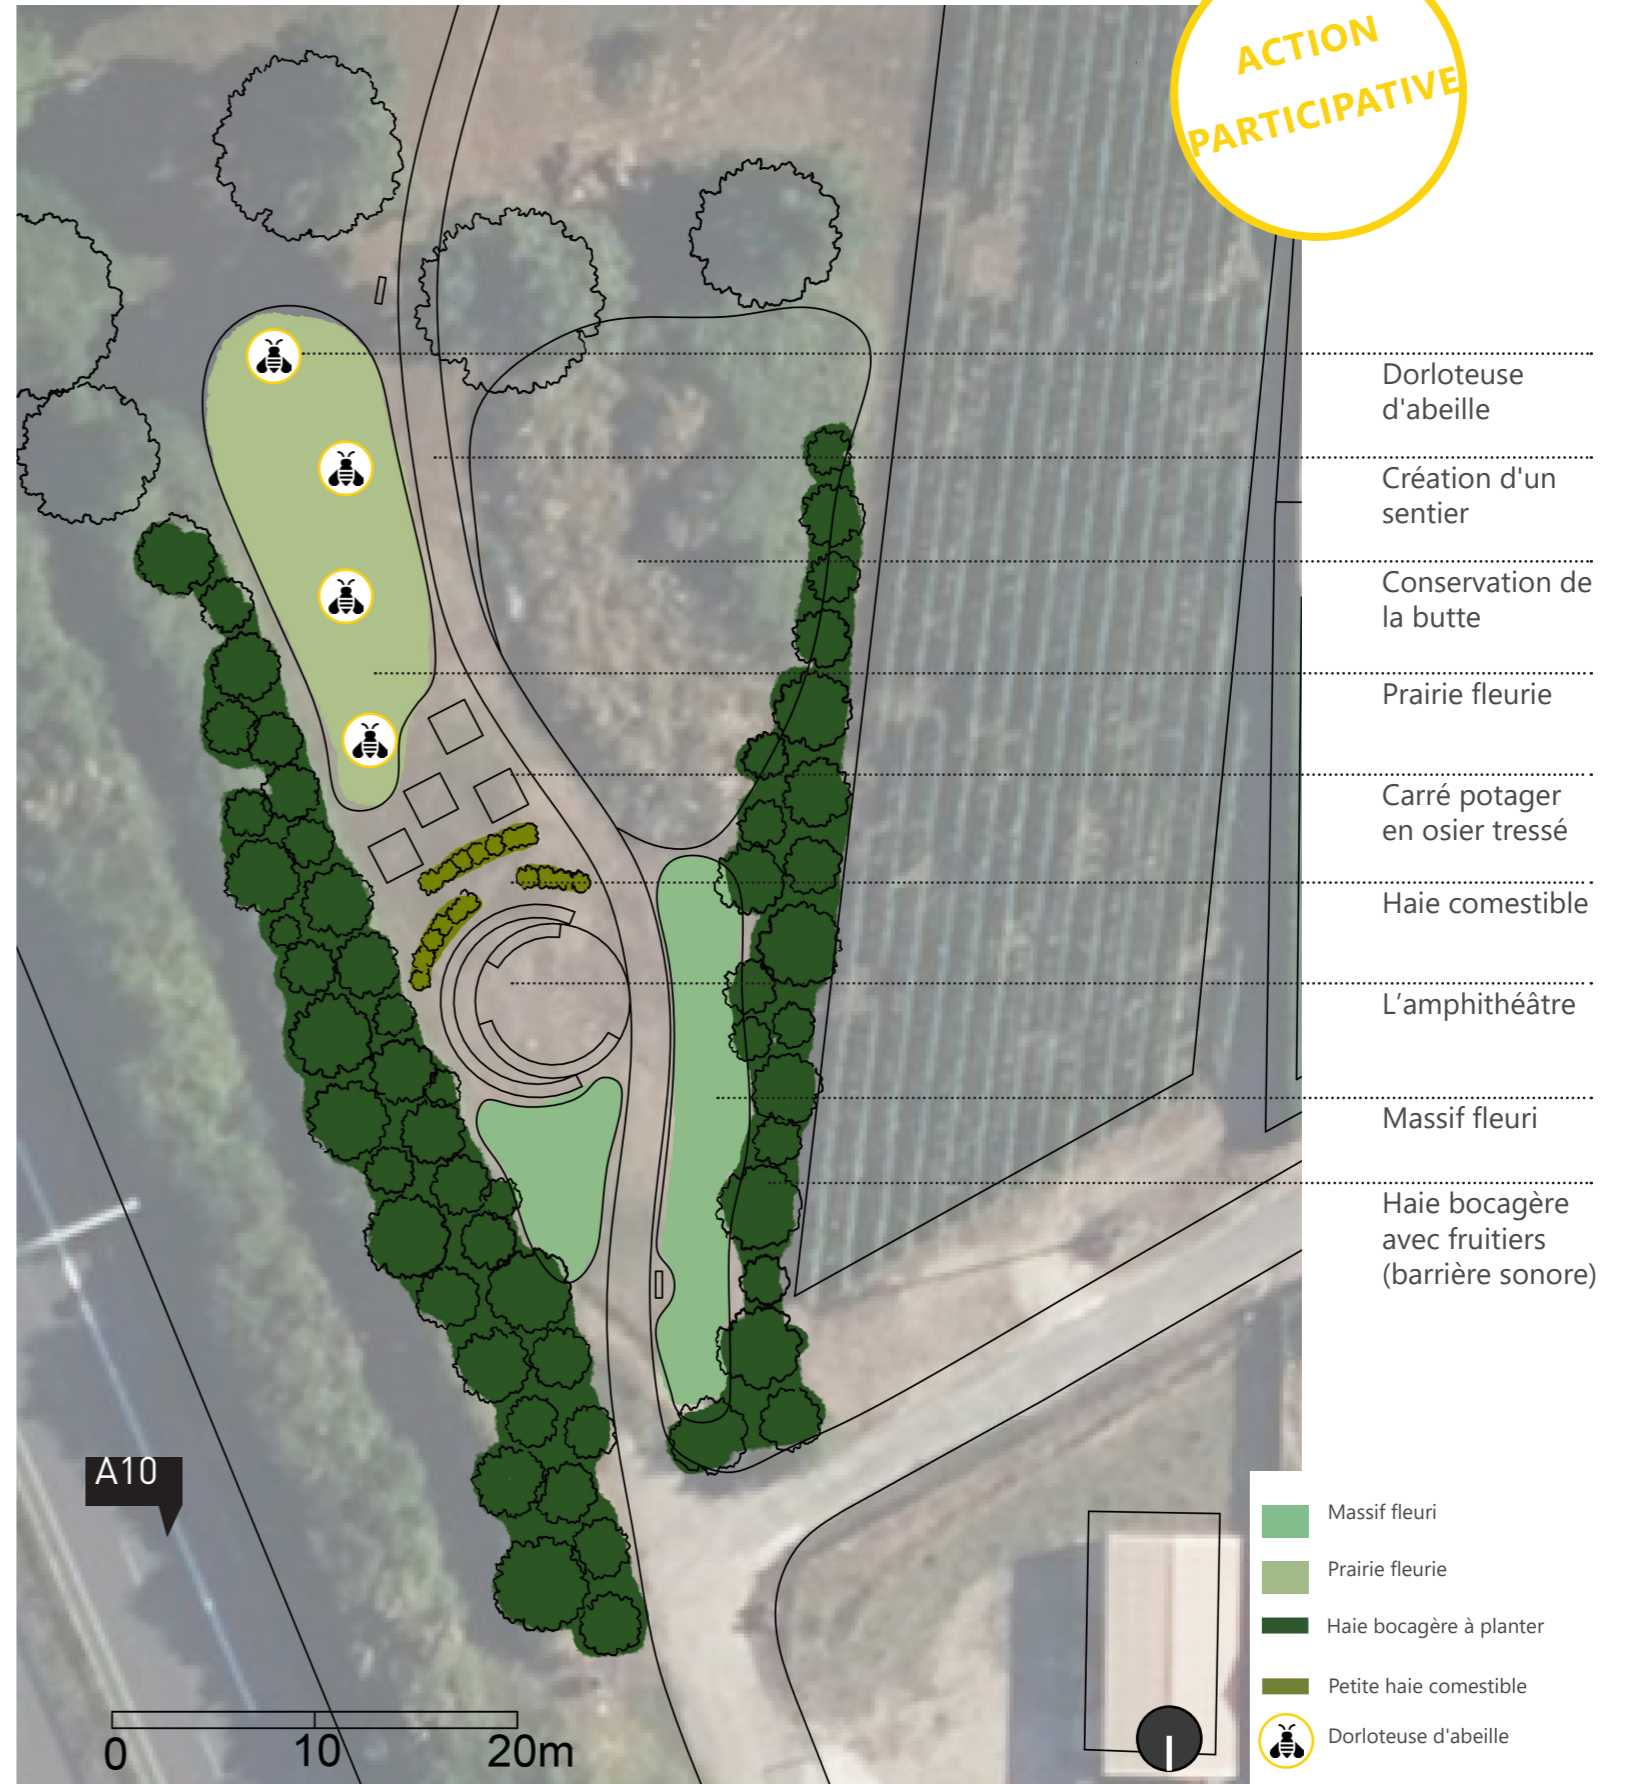 ACTION
PARTICIPATIVE
Dorloteuse
d'abeille
Création d'un
sentier
Conservation de
la butte
Prairie fleurie
Carré potager
en osier tressé
Haie comestible
L'amphithéâtre
Massif fleuri
Haie bocagère
avec fruitiers
(barrière sonore)
A10
0 10 20m
Massif fleuri
Prairie fleurie
Haie bocagère à planter
Petite haie comestible
Dorloteuse d'abeille